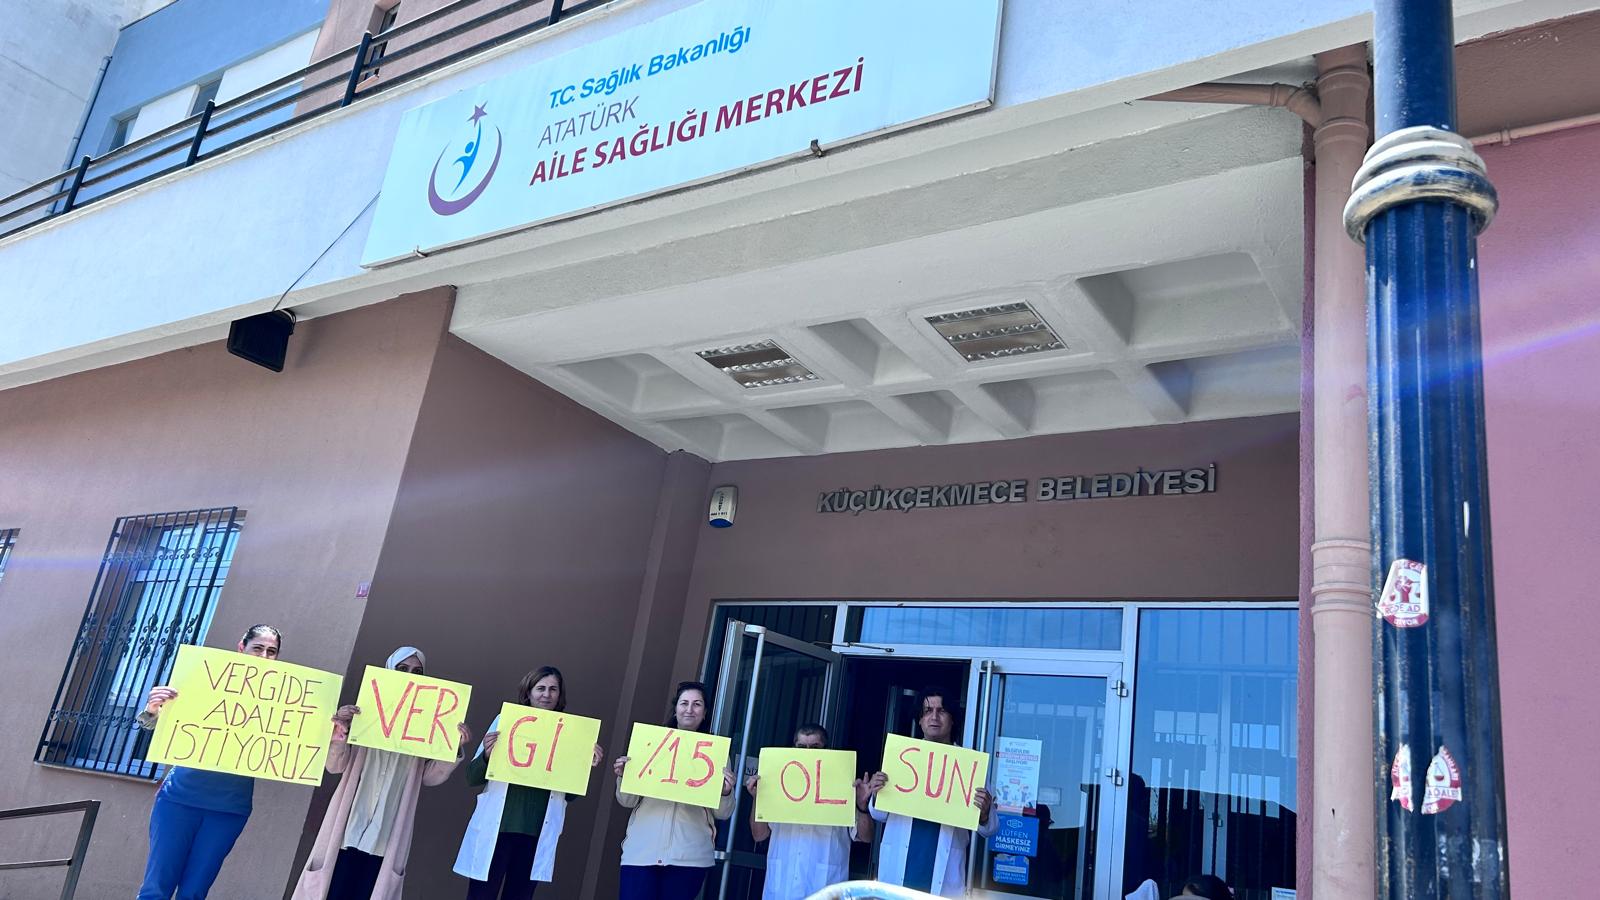 T.C. Sağlık Bakanlığı
ATATÜRK
AİLE SAĞLIĞI MERKEZİ
KÜÇÜKÇEKMECE BELEDİYESİ
VERGİDE
ADALET
İSTİYORUZ
VER
Gİ
%15
OL
SUN
LÜTFEN
MASKESİZ
GİRMEYİNİZ